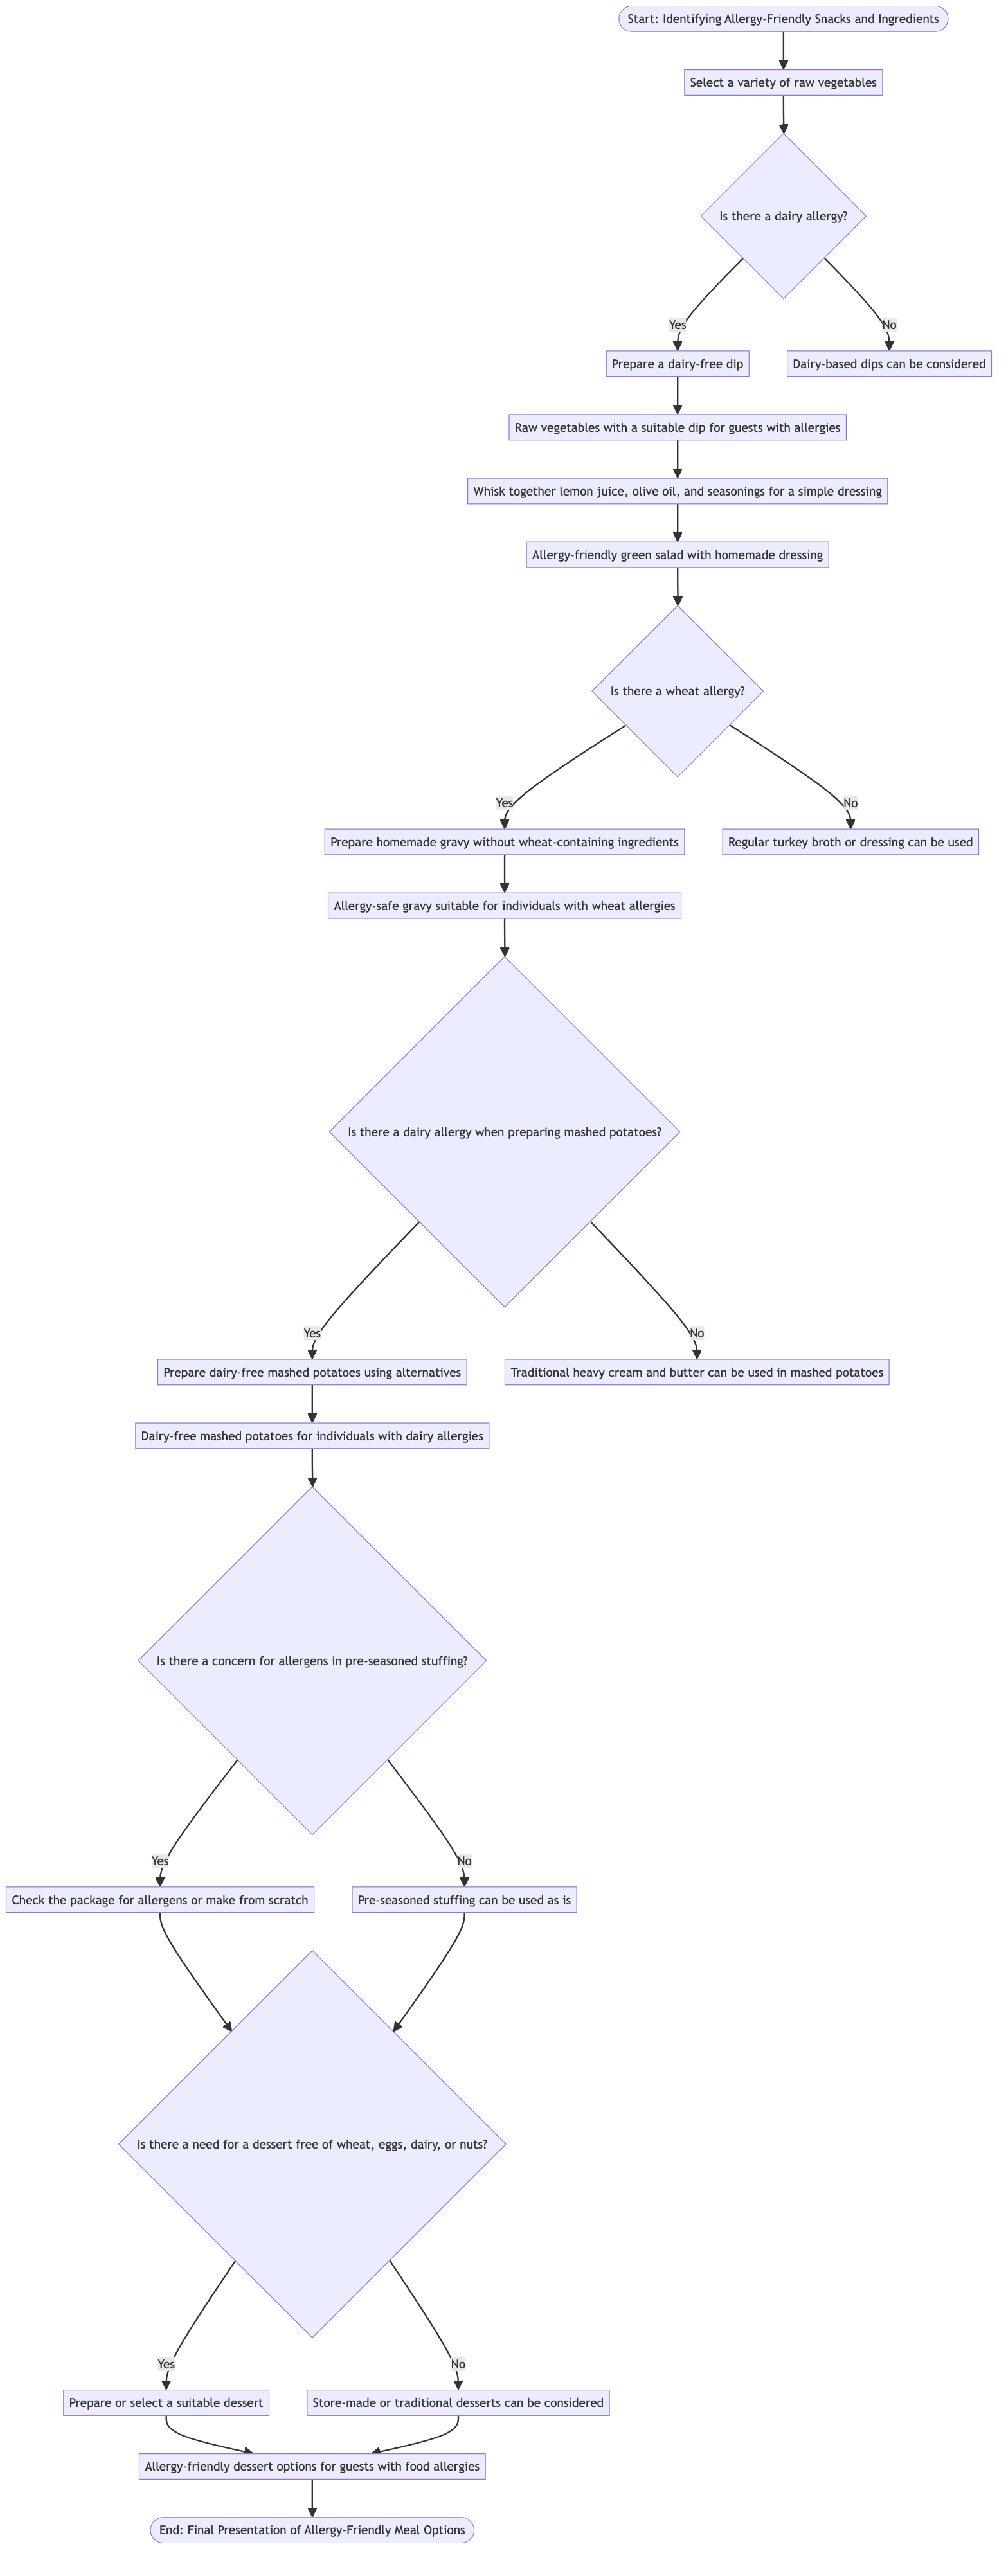 Start: Identifying Allergy-Friendly Snacks and Ingredients
Select a variety of raw vegetables
Is there a dairy allergy?
Yes
No
Prepare a dairy-free dip
Dairy-based dips can be considered
Raw vegetables with a suitable dip for guests with allergies
Whisk together lemon juice, olive oil, and seasonings for a simple dressing
Allergy-friendly green salad with homemade dressing
Is there a wheat allergy?
Yes
No
Prepare homemade gravy without wheat-containing ingredients
Regular turkey broth or dressing can be used
Allergy-safe gravy suitable for individuals with wheat allergies
Is there a dairy allergy when preparing mashed potatoes?
Yes
No
Prepare dairy-free mashed potatoes using alternatives
Traditional heavy cream and butter can be used in mashed potatoes
Dairy-free mashed potatoes for individuals with dairy allergies
Is there a concern for allergens in pre-seasoned stuffing?
Yes
No
Check the package for allergens or make from scratch
Pre-seasoned stuffing can be used as is
Is there a need for a dessert free of wheat, eggs, dairy, or nuts?
Yes
No
Prepare or select a suitable dessert
Store-made or traditional desserts can be considered
Allergy-friendly dessert options for guests with food allergies
End: Final Presentation of Allergy-Friendly Meal Options